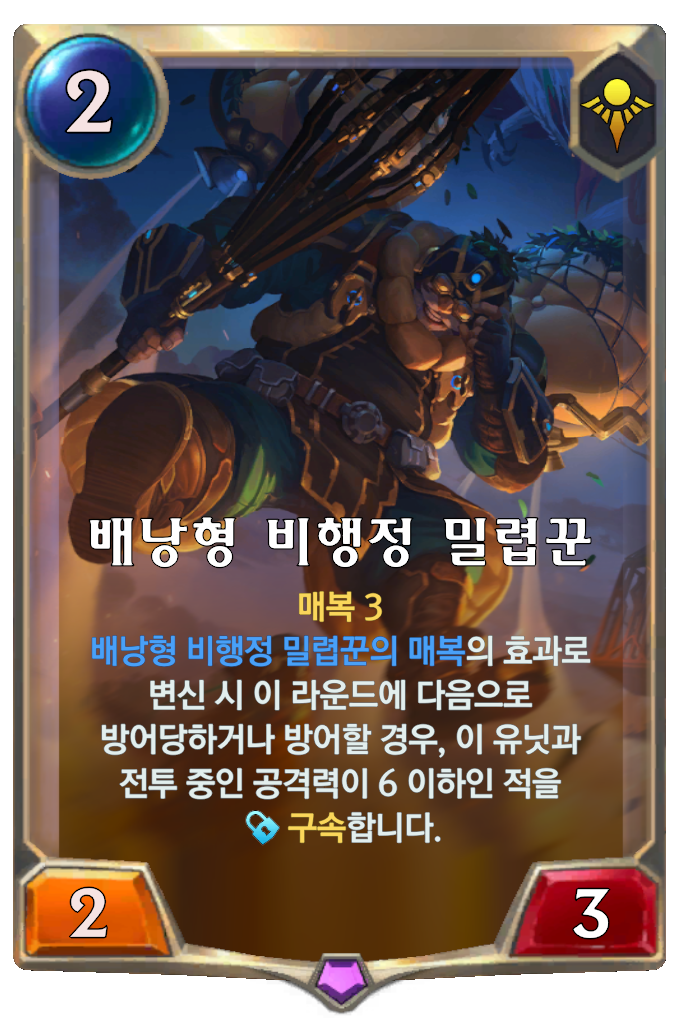 2
배낭형 비행정 밀렵꾼
매복 3
배낭형 비행정 밀렵꾼의 매복의 효과로
변신 시 이 라운드에 다음으로
방어당하거나 방어할 경우, 이 유닛과
전투 중인 공격력이 6 이하인 적을
구속합니다.
2
3